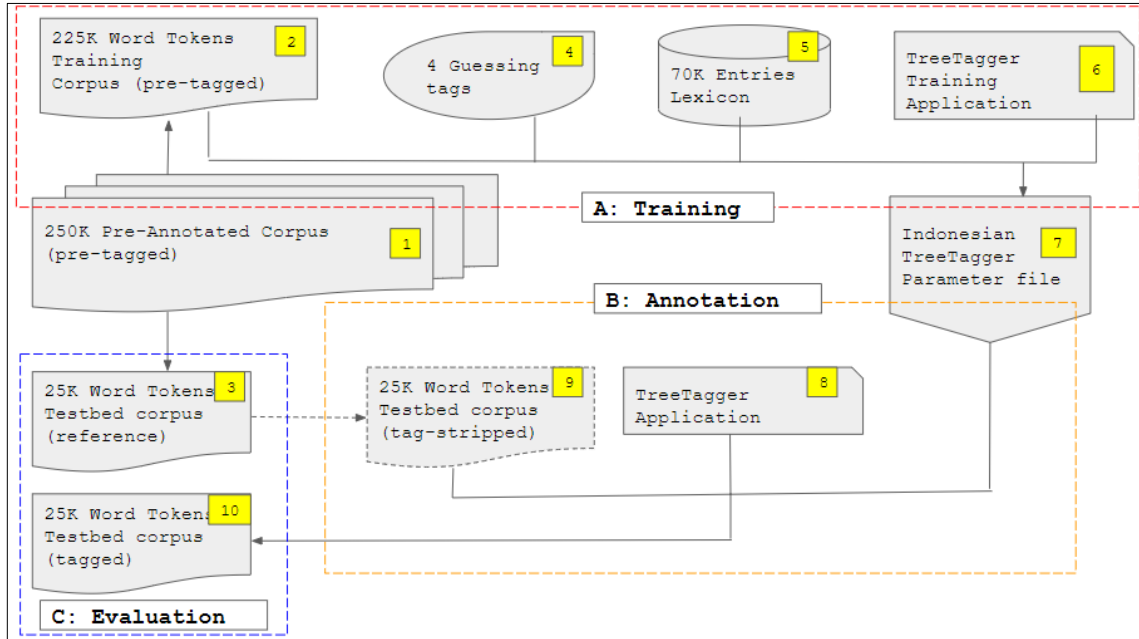 225K Word Tokens
Training
Corpus (pre-tagged)
2
4 Guessing
tags
4
70K Entries
Lexicon
5
TreeTagger
Training
Application
6
A: Training
250K Pre-Annotated Corpus
(pre-tagged)
1
Indonesian
TreeTagger
Parameter file
7
B: Annotation
25K Word Tokens
Testbed corpus
(reference)
3
25K Word Tokens
Testbed corpus
(tag-stripped)
9
TreeTagger
Application
8
25K Word Tokens
Testbed corpus
(tagged)
10
C: Evaluation